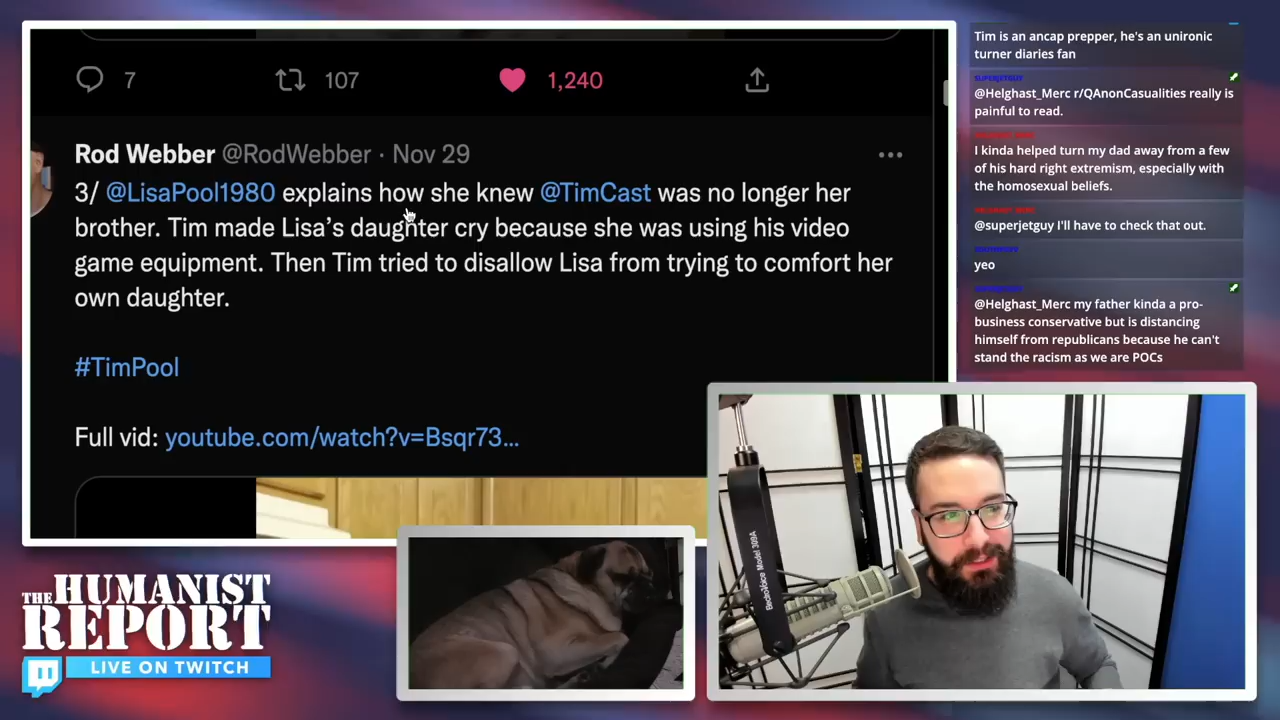 7
107
1,240
Rod Webber @RodWebber · Nov 29
3/ @LisaPool1980 explains how she knew @TimCast was no longer her
brother. Tim made Lisa's daughter cry because she was using his video
game equipment. Then Tim tried to disallow Lisa from trying to comfort her
own daughter.
#TimPool
Full vid: youtube.com/watch?v=Bsqr73...
Tim is an ancap prepper, he's an unironic
turner diaries fan
SUPERJETGUY
@Helghast_Merc r/QAnonCasualities really is
painful to read.
I kinda helped turn my dad away from a few
of his hard right extremism, especially with
the homosexual beliefs.
@superjetguy I'll have to check that out.
yeo
@Helghast_Merc my father kinda a pro-
business conservative but is distancing
himself from republicans because he can't
stand the racism as we are POCs
THE
HUMANIST
REPORT
LIVE ON TWITCH